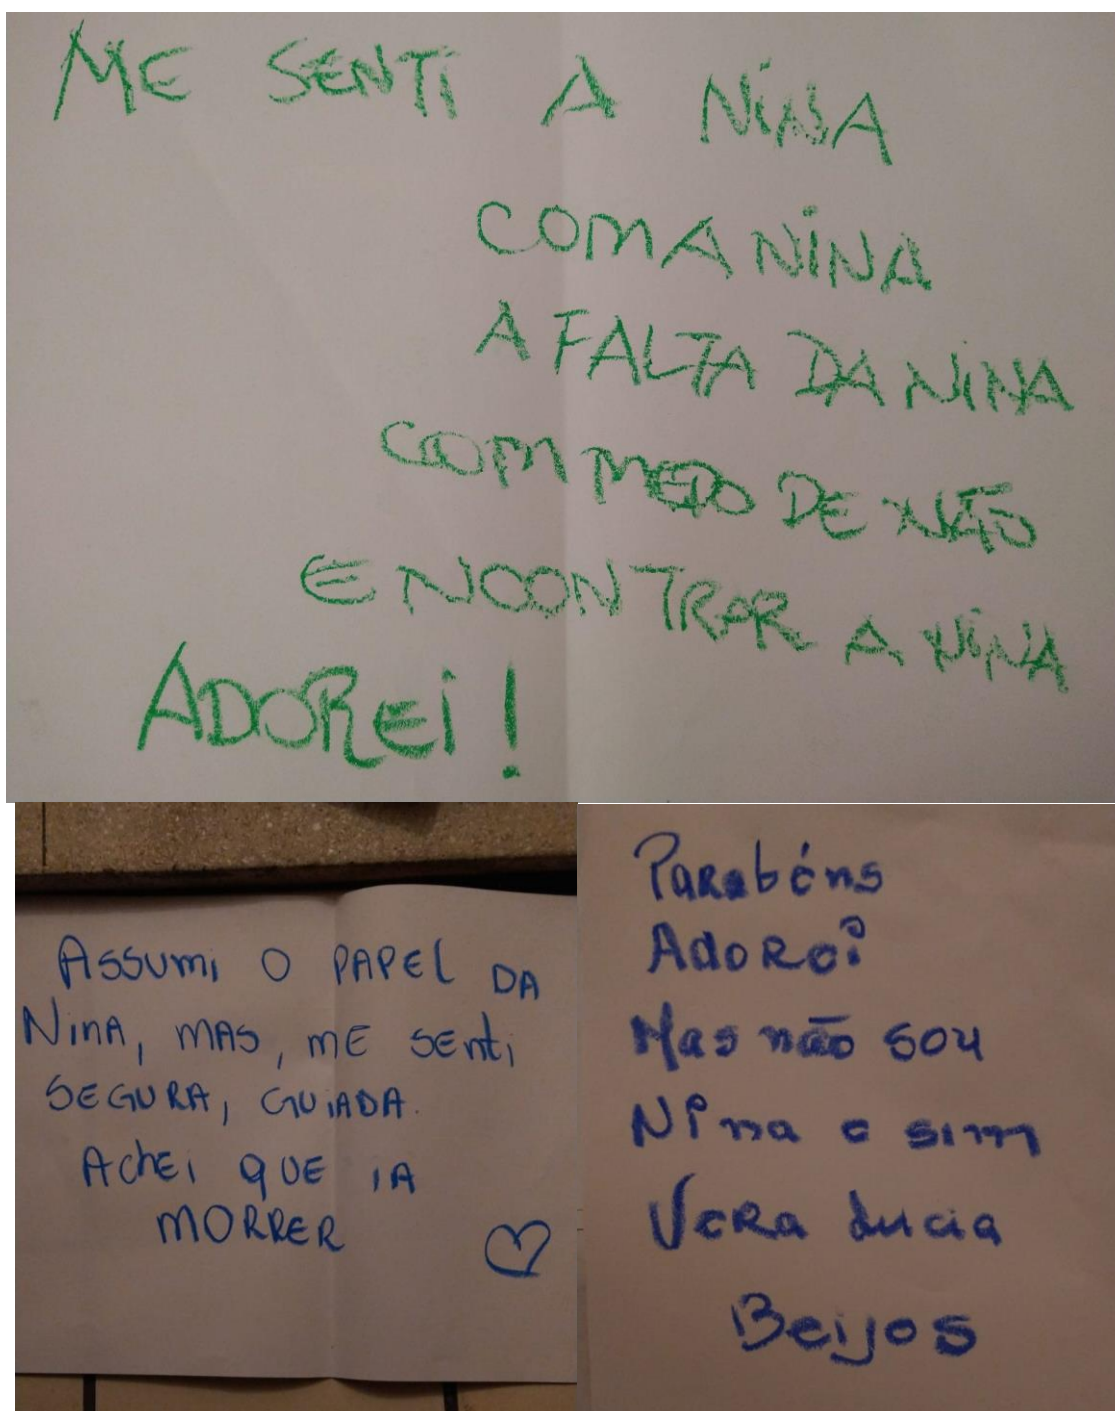 ME SENTI A NINA
COM A NINA
A FALTA DA NINA
COM MEDO DE NÃO
ENCONTRAR A NINA
ADOREI!
ASSUMI O PAPEL DA
NINA, MAS, ME SENTI
SEGURA, GUIADA.
ACHEI QUE IA
MORRER
Parabéns
Adorei
Mas não sou
Nina e sim
Vera Lucia
Beijos